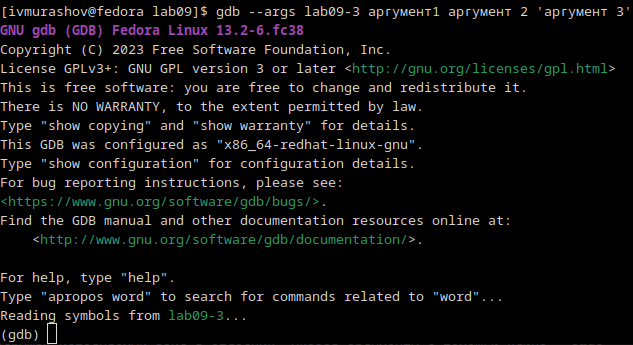 [ivmurashov@fedora lab09]$ gdb --args lab09-3 аргумент1 аргумент 2 'аргумент 3'
GNU gdb (GDB) Fedora Linux 13.2-6.fc38
Copyright (C) 2023 Free Software Foundation, Inc.
License GPLv3+: GNU GPL version 3 or later <http://gnu.org/licenses/gpl.html>
This is free software: you are free to change and redistribute it.
There is NO WARRANTY, to the extent permitted by law.
Type "show copying" and "show warranty" for details.
This GDB was configured as "x86_64-redhat-linux-gnu".
Type "show configuration" for configuration details.
For bug reporting instructions, please see:
<https://www.gnu.org/software/gdb/bugs/>.
Find the GDB manual and other documentation resources online at:
    <http://www.gnu.org/software/gdb/documentation/>.

For help, type "help".
Type "apropos word" to search for commands related to "word"...
Reading symbols from lab09-3...
(gdb)